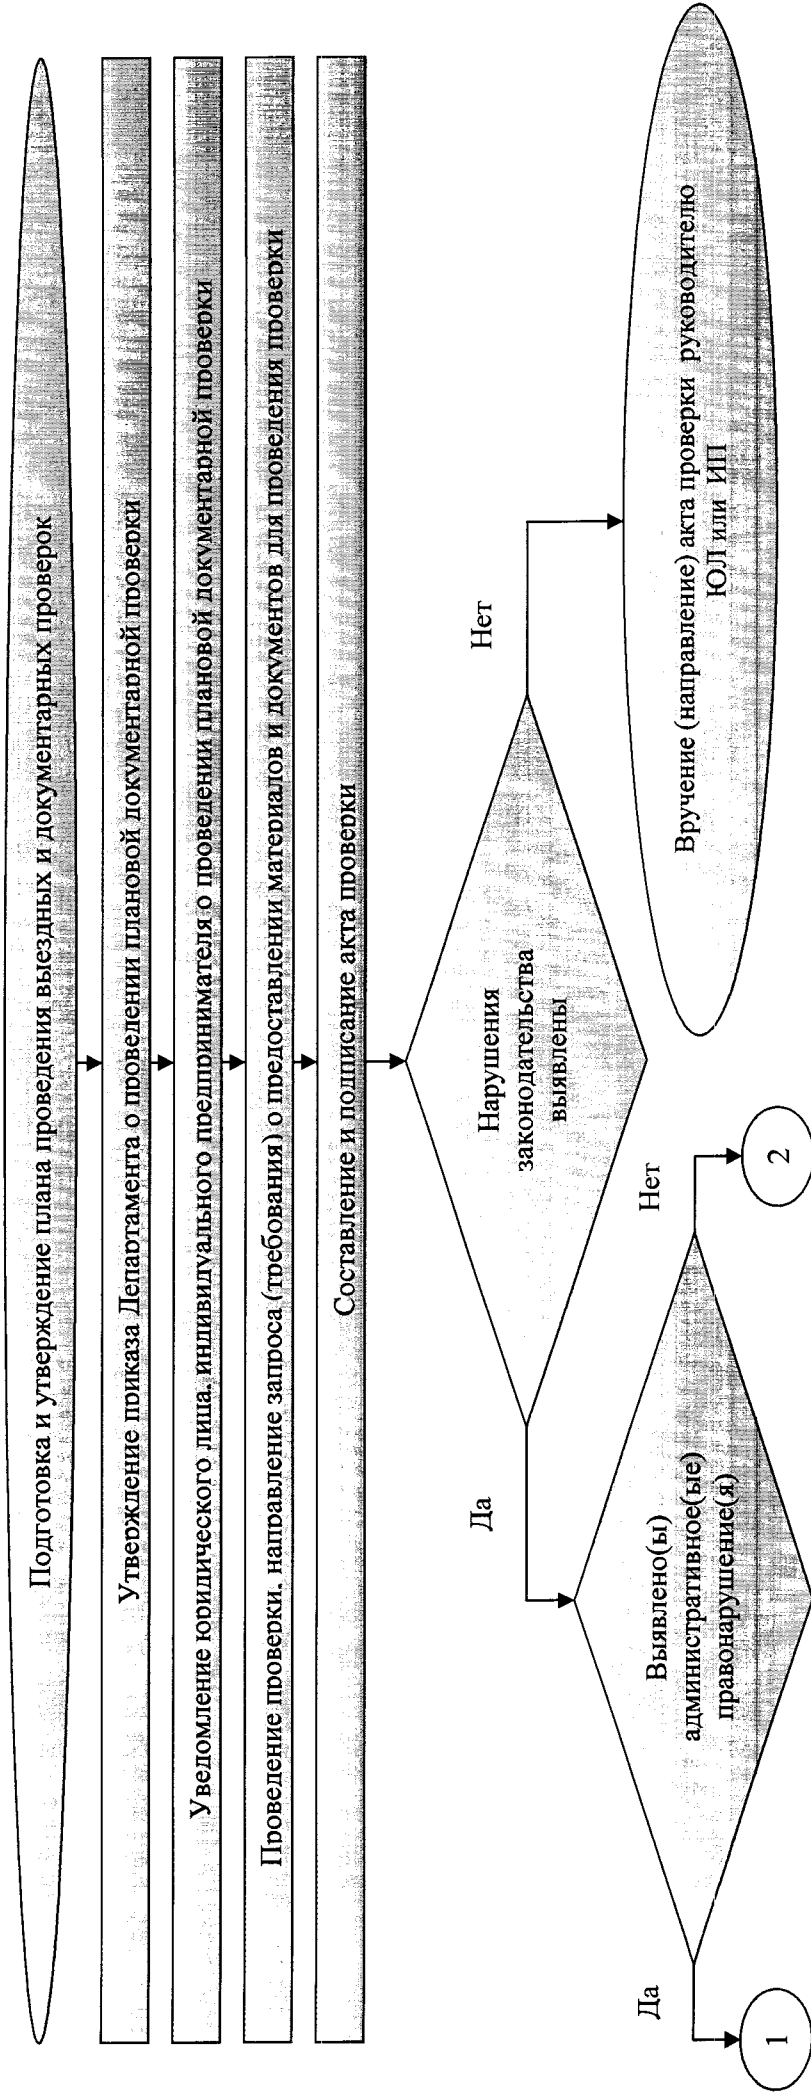 Подготовка и утверждение плана проведения выездных и документарных проверок
Утверждение приказа Департамента о проведении плановой документарной проверки
Уведомление юридического лица, индивидуального предпринимателя о проведении плановой документарной проверки
Проведение проверки, направление запроса (требования) о предоставлении материалов и документов для проведения проверки
Составление и подписание акта проверки
Нарушения
законодательства
выявлены
Да
Нет
Выявлено(ы)
административное(ые)
правонарушение(я)
Вручение (направление) акта проверки руководителю
ЮЛ или ИП
Да
Нет
1
2